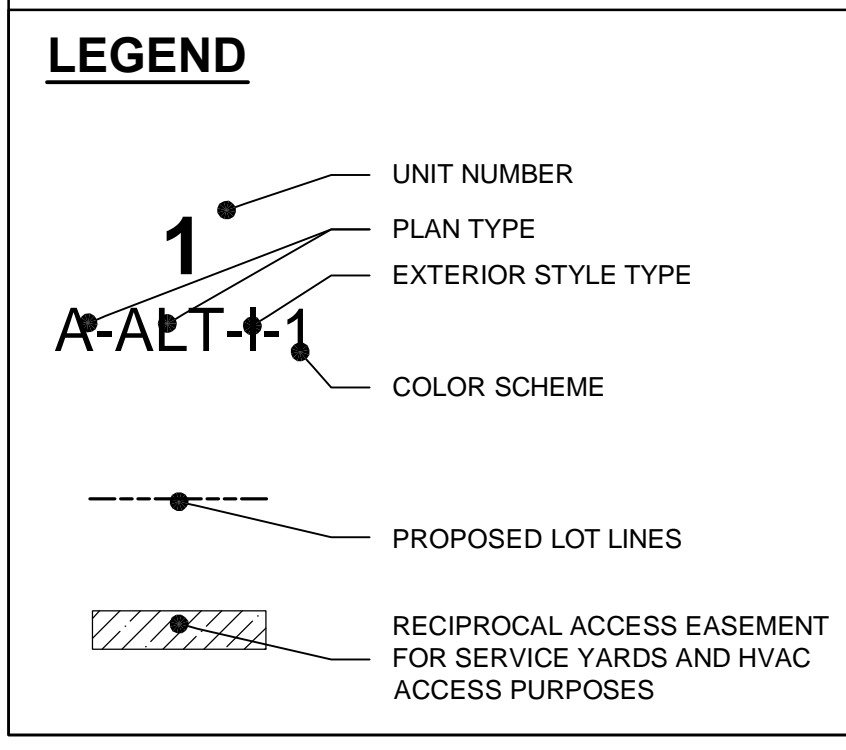 LEGEND
UNIT NUMBER
1
PLAN TYPE
EXTERIOR STYLE TYPE
A-ALT-I-1
COLOR SCHEME
PROPOSED LOT LINES
RECIPROCAL ACCESS EASEMENT
FOR SERVICE YARDS AND HVAC
ACCESS PURPOSES